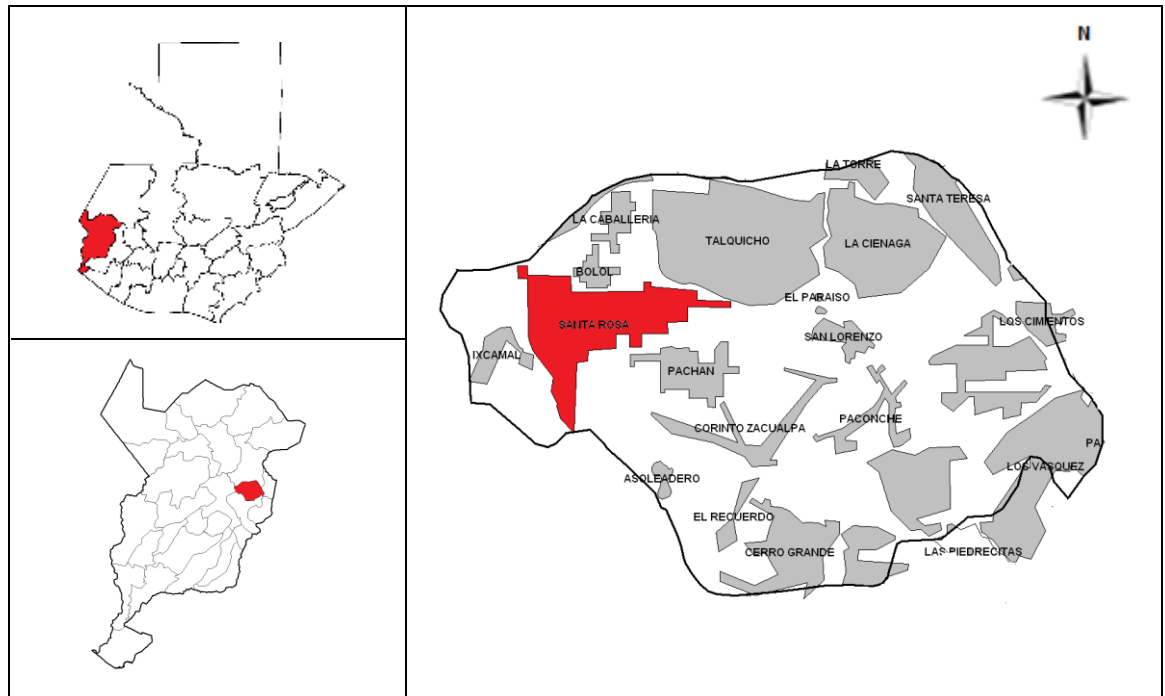 N
LA TORRE
SANTA TERESA
LA CABALLERIA
TALQUICHO
LA CIENAGA
BOLOL
EL PARAISO
SANTA ROSA
LOS CIMIENTOS
SAN LORENZO
IXCAMAL
PACHAN
PACONCHE
CORINTO ZACUALPA
PA
LOS VASQUEZ
ASOLEADERO
EL RECUERDO
CERRO GRANDE
LAS PIEDRECITAS